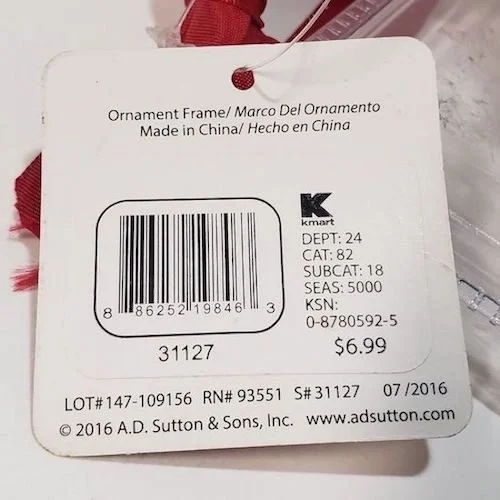 Ornament Frame/ Marco Del Ornamento
Made in China/ Hecho en China
K
kmart
DEPT: 24
CAT: 82
SUBCAT: 18
SEAS: 5000
KSN:
0-8780592-5
$6.99
8 86252 19846 3
31127
LOT#147-109156 RN# 93551 S#31127 07/2016
© 2016 A.D. Sutton & Sons, Inc. www.adsutton.com